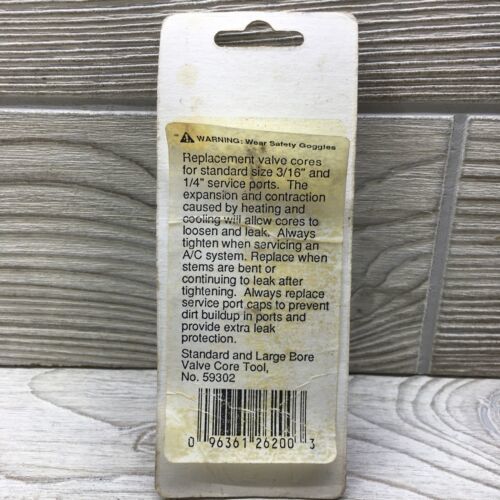 WARNING: Wear Safety Goggles
Replacement valve cores
for standard size 3/16" and
1/4" service ports. The
expansion and contraction
caused by heating and
cooling will allow cores to
loosen and leak. Always
tighten when servicing an
A/C system. Replace when
stems are bent or
continuing to leak after
tightening. Always replace
service port caps to prevent
dirt buildup in ports and
provide extra leak
protection.
Standard and Large Bore
Valve Core Tool,
No. 59302
0 96361 26200 3